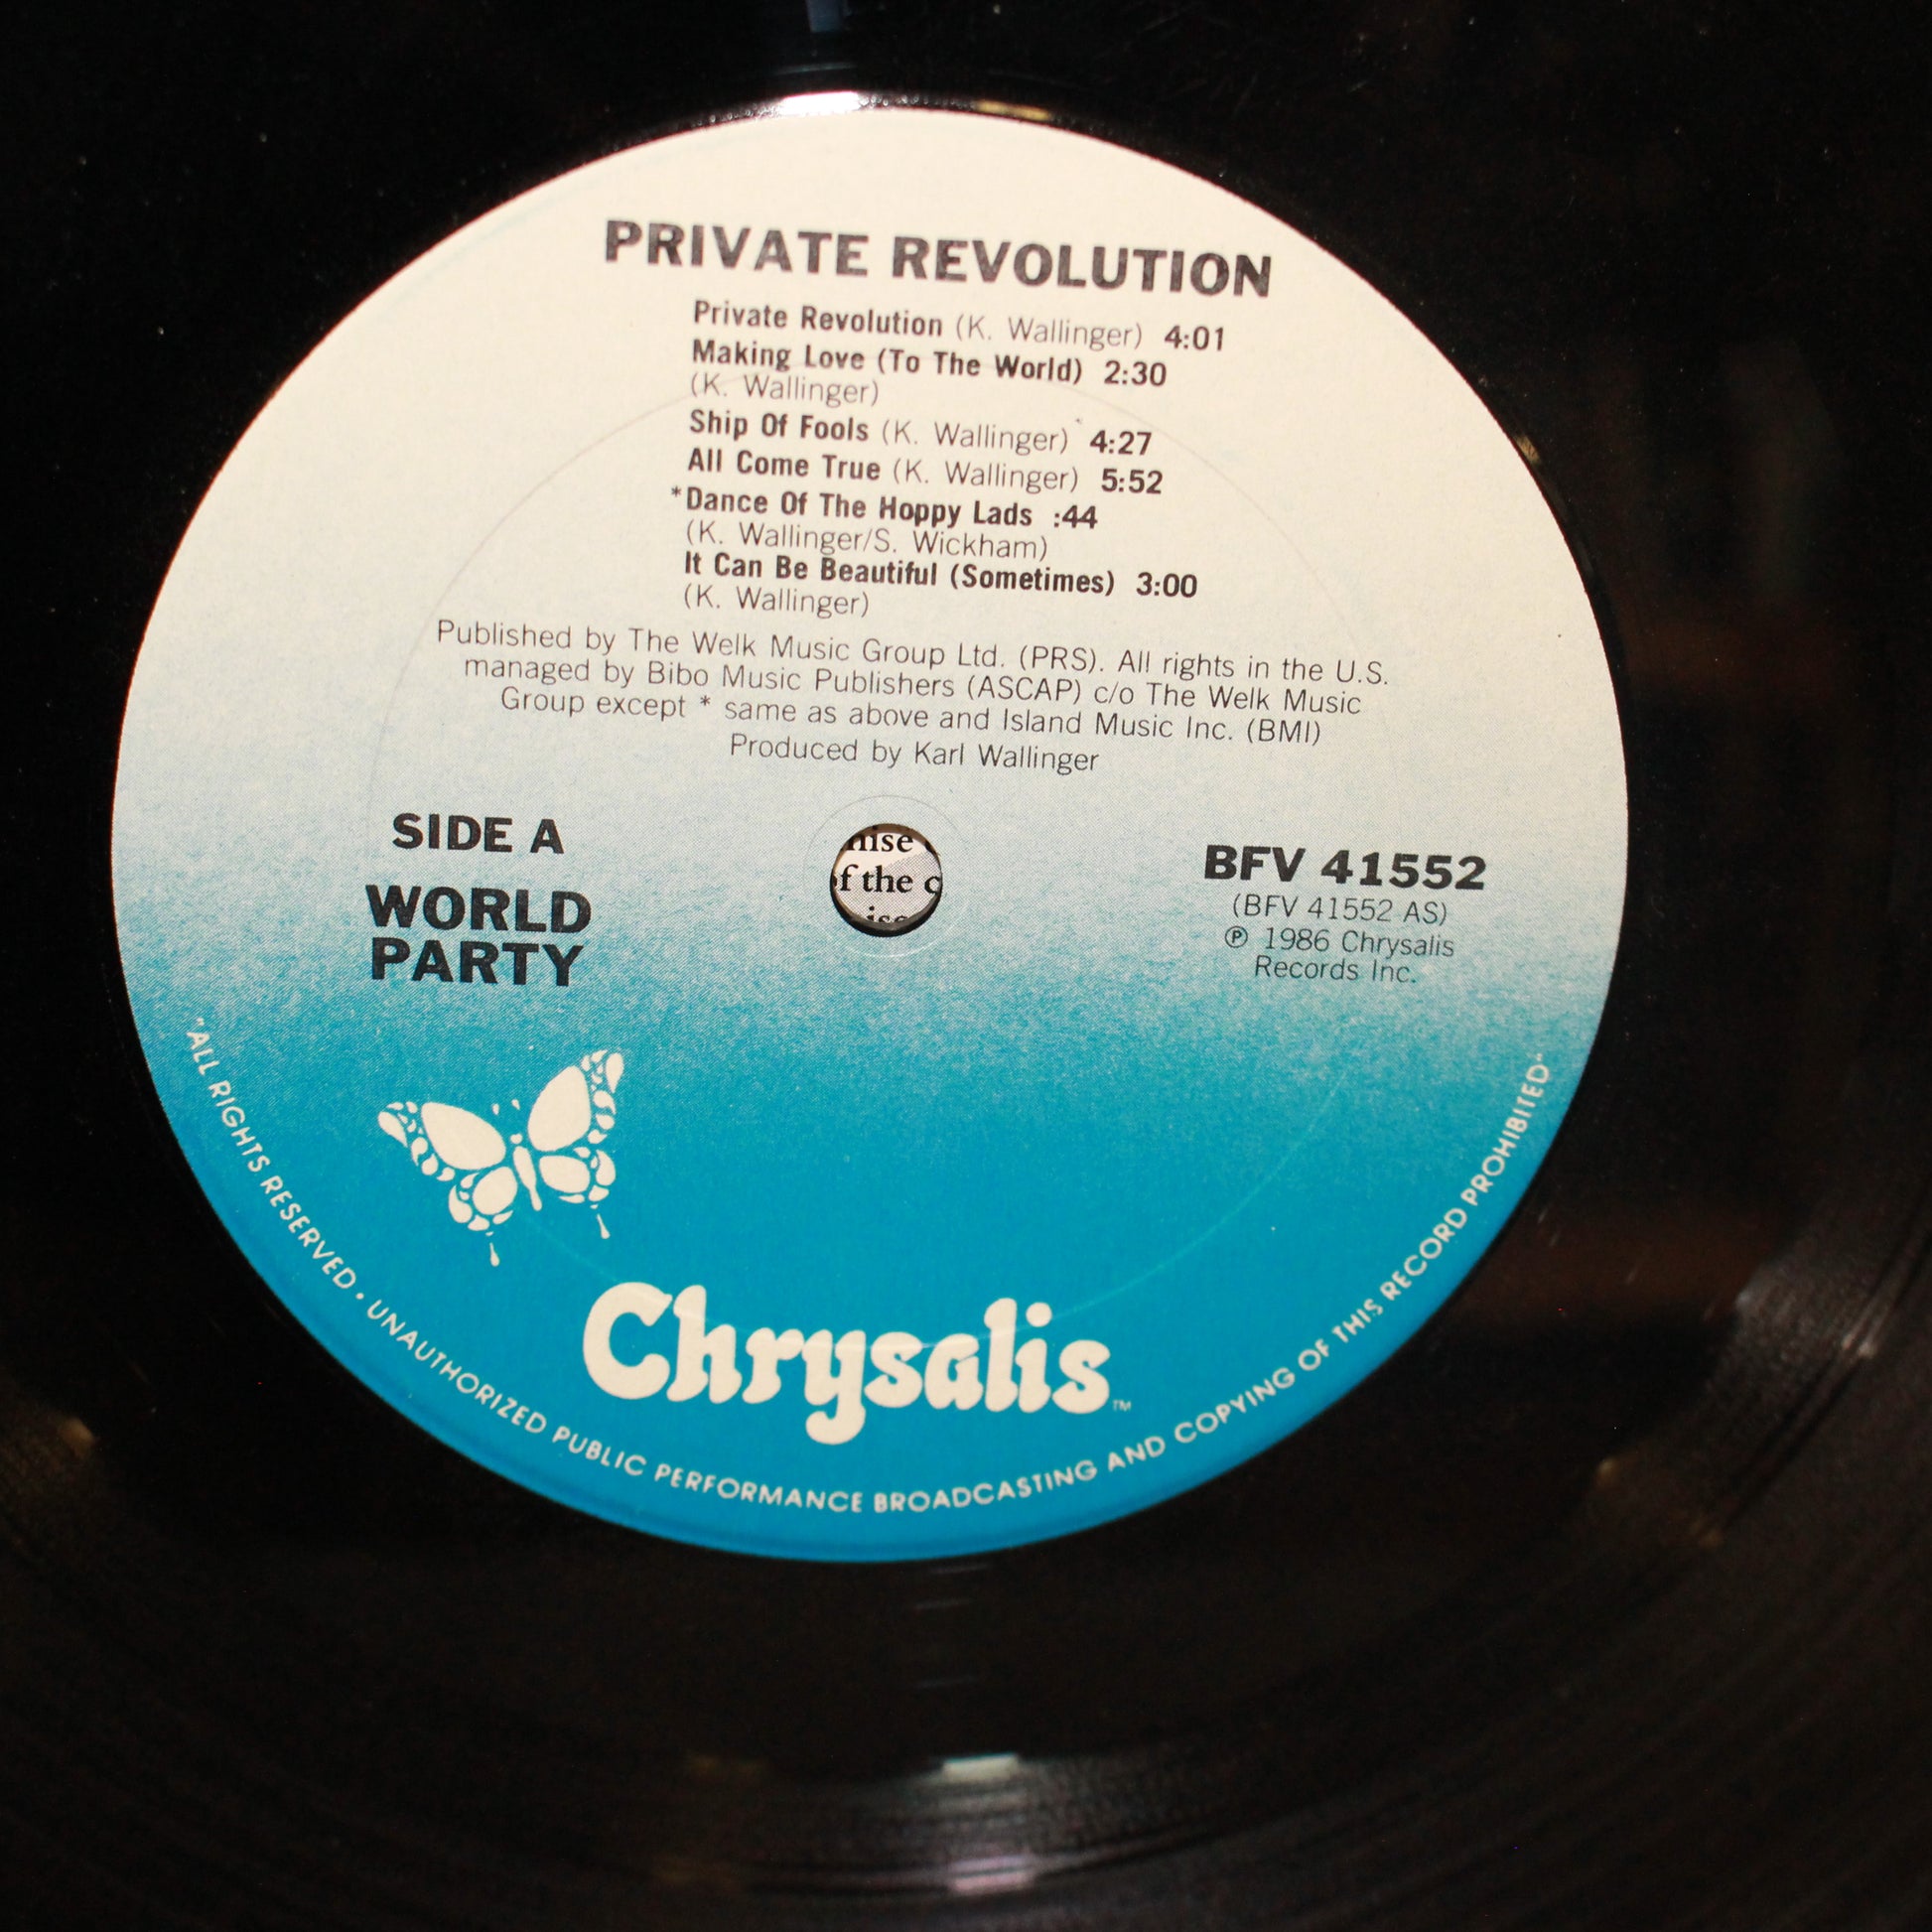 PRIVATE REVOLUTION
Private Revolution (K. Wallinger) 4:01
Making Love (To The World) 2:30
(K. Wallinger)
Ship Of Fools (K. Wallinger) 4:27
All Come True (K. Wallinger) 5:52
*Dance Of The Hoppy Lads :44
(K. Wallinger/S. Wickham)
It Can Be Beautiful (Sometimes) 3:00
(K. Wallinger)
Published by The Welk Music Group Ltd. (PRS). All rights in the U.S.
managed by Bibo Music Publishers (ASCAP) c/o The Welk Music
Group except * same as above and Island Music Inc. (BMI)
Produced by Karl Wallinger
SIDE A
WORLD
PARTY
of the
BFV 41552
(BFV 41552 AS)
℗ 1986 Chrysalis
Records Inc.
Chrysalis™
"ALL RIGHTS RESERVED • UNAUTHORIZED PUBLIC PERFORMANCE BROADCASTING AND COPYING OF THIS RECORD PROHIBITED"